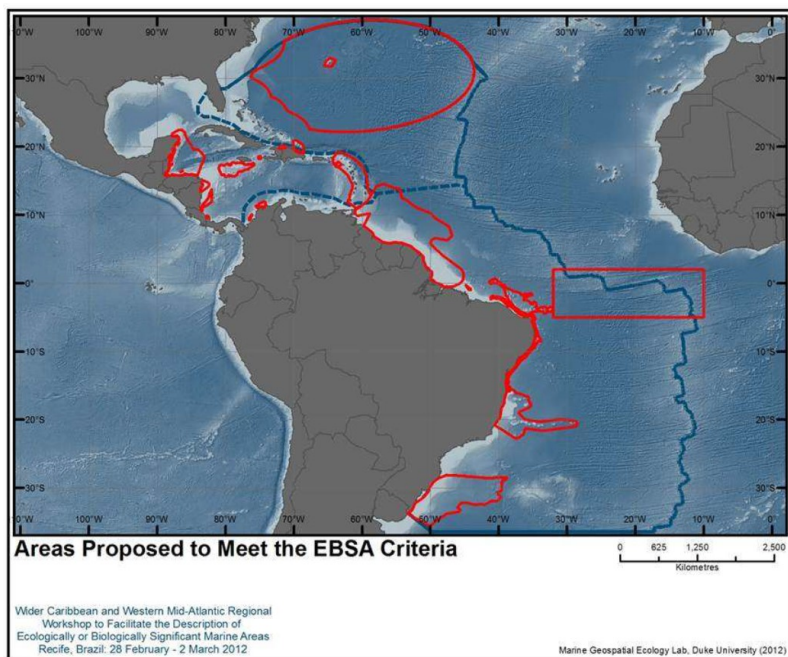 80°W 70°W 60°W 50°W 40°W 30°W 20°W 10°W 0°
30°N 30°N
20°N 20°N
10°N 10°N
0° 0°
10°S 10°S
20°S 20°S
30°S 30°S
0°W 100°W 90°W 80°W 70°W 60°W 50°W 40°W 30°W 20°W 10°W 0°
Areas Proposed to Meet the EBSA Criteria
0 625 1,250 2,500
Kilometres
Wider Caribbean and Western Mid-Atlantic Regional
Workshop to Facilitate the Description of
Ecologically or Biologically Significant Marine Areas
Recife, Brazil: 28 February - 2 March 2012
Marine Geospatial Ecology Lab, Duke University (2012)